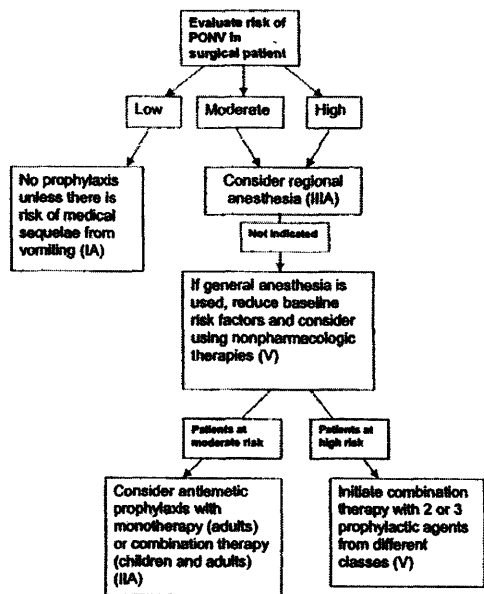 Evaluate risk of
PONV in
surgical patient
Low
Moderate
High
No prophylaxis
unless there is
risk of medical
sequelae from
vomiting (IA)
Consider regional
anesthesia (IIIA)
Not indicated
If general anesthesia is
used, reduce baseline
risk factors and consider
using nonpharmacologic
therapies (V)
Patients at
moderate risk
Patients at
high risk
Consider antiemetic
prophylaxis with
monotherapy (adults)
or combination therapy
(children and adults)
(IIA)
Initiate combination
therapy with 2 or 3
prophylactic agents
from different
classes (V)